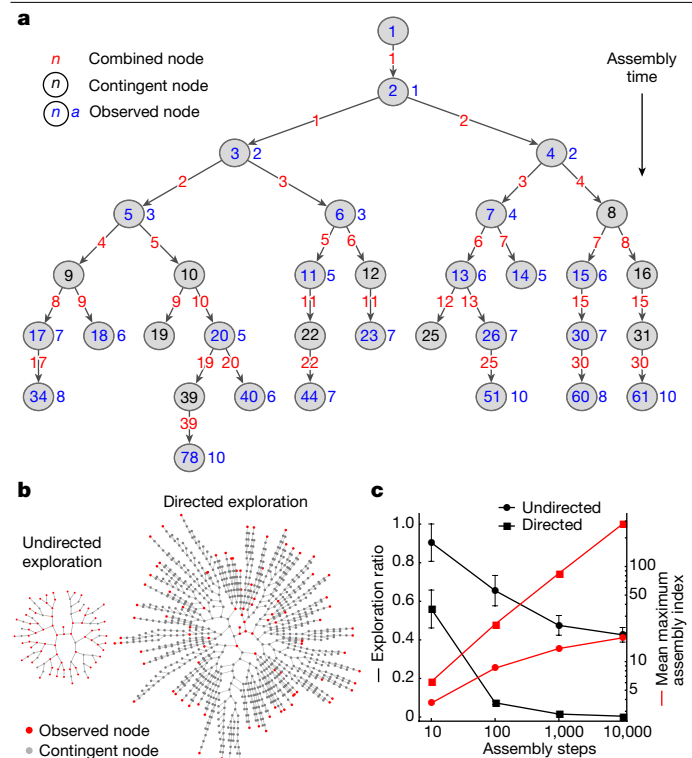 a
n Combined node
n Contingent node
n a Observed node
Assembly
time
1
1
2 1
1 2
3 2 4 2
2 3 3 4
5 3 6 3 7 4 8
4 5 5 6 6 7 7 8
9 10 11 5 12 13 6 14 5 15 6 16
8 9 9 10 11 11 12 13 15 15
17 7 18 6 19 20 5 22 23 7 25 26 7 30 7 31
17 19 20 22 25 30 30
34 8 39 40 6 44 7 51 10 60 8 61 10
39
78 10
b
Directed exploration
Undirected
exploration
Observed node
Contingent node
c
Undirected
Directed
1.0
0.8
0.6
0.4
0.2
0
— Exploration ratio
100
50
10
5
— Mean maximum
assembly index
10 100 1,000 10,000
Assembly steps